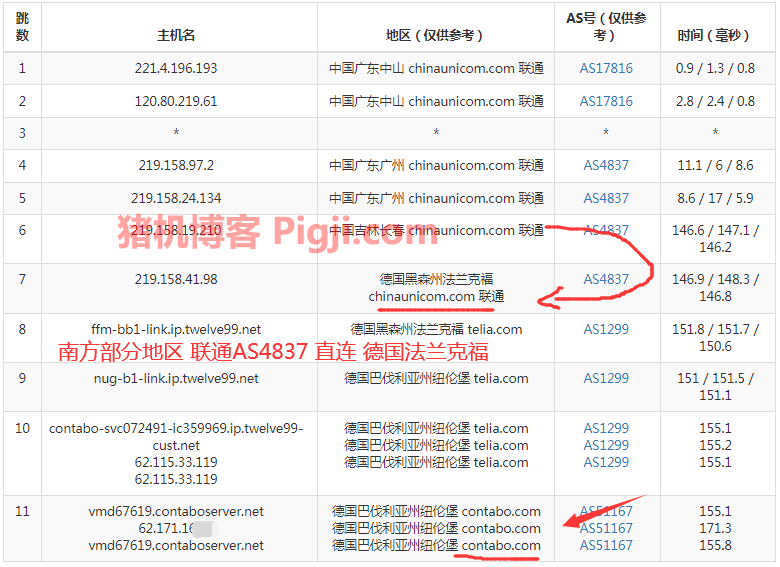 跳数 主机名 地区（仅供参考） AS号（仅供参考） 时间（毫秒）
1 221.4.196.193 中国广东中山 chinaunicom.com 联通 AS17816 0.9 / 1.3 / 0.8
2 120.80.219.61 中国广东中山 chinaunicom.com 联通 AS17816 2.8 / 2.4 / 0.8
3 * * * *
4 219.158.97.2 中国广东广州 chinaunicom.com 联通 AS4837 11.1 / 6 / 8.6
5 219.158.24.134 中国广东广州 chinaunicom.com 联通 AS4837 8.6 / 17 / 5.9
猪机博客 Pigji.com
6 219.158.19.210 中国吉林长春 chinaunicom.com 联通 AS4837 146.6 / 147.1 / 146.2
7 219.158.41.98 德国黑森州法兰克福 chinaunicom.com 联通 AS4837 146.9 / 148.3 / 146.8
8 ffm-bb1-link.ip.twelve99.net 德国黑森州法兰克福 telia.com AS1299 151.8 / 151.7 / 150.6
南方部分地区 联通AS4837 直连 德国法兰克福
9 nug-b1-link.ip.twelve99.net 德国巴伐利亚州纽伦堡 telia.com AS1299 151 / 151.5 / 151.1
10 contabo-svc072491-ic359969.ip.twelve99-cust.net 德国巴伐利亚州纽伦堡 telia.com AS1299 155.1
62.115.33.119 德国巴伐利亚州纽伦堡 telia.com AS1299 155.2
62.115.33.119 德国巴伐利亚州纽伦堡 telia.com AS1299 155.1
11 vmd67619.contaboserver.net 德国巴伐利亚州纽伦堡 contabo.com AS51167 155.1
62.171.1 德国巴伐利亚州纽伦堡 contabo.com AS51167 171.3
vmd67619.contaboserver.net 德国巴伐利亚州纽伦堡 contabo.com AS51167 155.8